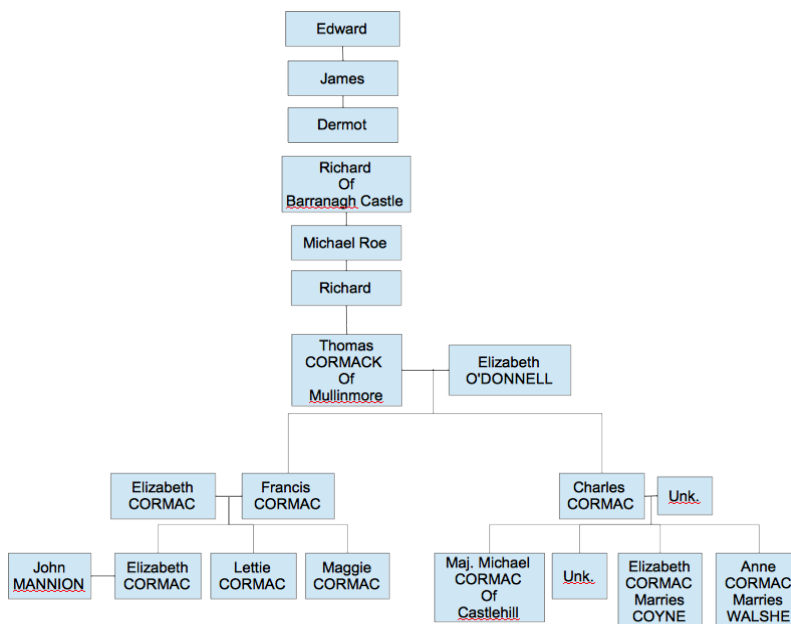 Edward
James
Dermot
Richard
Of
Barranagh Castle
Michael Roe
Richard
Thomas
CORMACK
Of
Mullinmore
Elizabeth
O'DONNELL
Elizabeth
CORMAC
Francis
CORMAC
Charles
CORMAC
Unk.
John
MANNION
Elizabeth
CORMAC
Lettie
CORMAC
Maggie
CORMAC
Maj. Michael
CORMAC
Of
Castlehill
Unk.
Elizabeth
CORMAC
Marries
COYNE
Anne
CORMAC
Marries
WALSHE